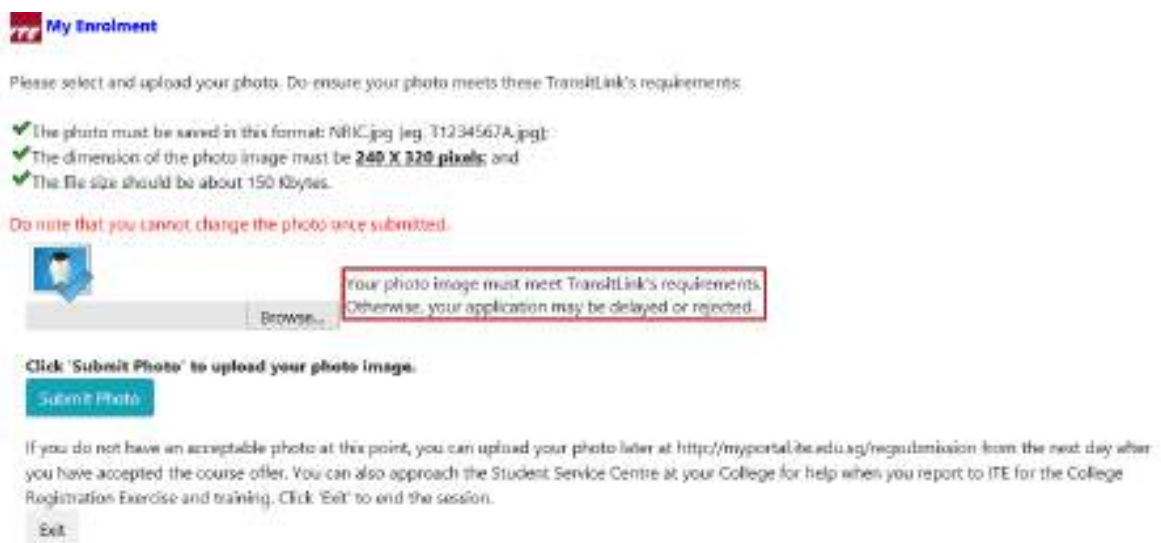 ITE My Enrolment
Please select and upload your photo. Do ensure your photo meets these TransitLink's requirements:
The photo must be saved in this format: NRIC.jpg (eg. T1234567A.jpg);
The dimension of the photo image must be 240 X 320 pixels; and
The file size should be about 150 Kbytes.
Do note that you cannot change the photo once submitted.
Your photo image must meet TransitLink's requirements.
Otherwise, your application may be delayed or rejected.
Browse...
Click 'Submit Photo' to upload your photo image.
Submit Photo
If you do not have an acceptable photo at this point, you can upload your photo later at http://myportal.ite.edu.sg/regsubmission from the next day after
you have accepted the course offer. You can also approach the Student Service Centre at your College for help when you report to ITE for the College
Registration Exercise and training. Click 'Exit' to end the session.
Exit